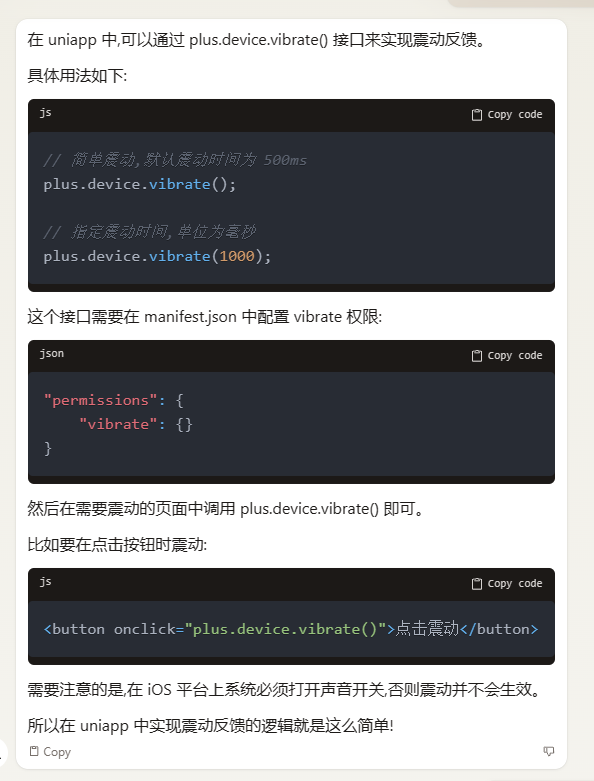 在 uniapp 中,可以通过 plus.device.vibrate() 接口来实现震动反馈。
具体用法如下:
js
Copy code
// 简单震动,默认震动时间为 500ms
plus.device.vibrate();
// 指定震动时间,单位为毫秒
plus.device.vibrate(1000);
这个接口需要在 manifest.json 中配置 vibrate 权限:
json
Copy code
"permissions": {
    "vibrate": {}
}
然后在需要震动的页面中调用 plus.device.vibrate() 即可。
比如要在点击按钮时震动:
js
Copy code
<button onclick="plus.device.vibrate()">点击震动</button>
需要注意的是,在 iOS 平台上系统必须打开声音开关,否则震动并不会生效。
所以在 uniapp 中实现震动反馈的逻辑就是这么简单!
Copy